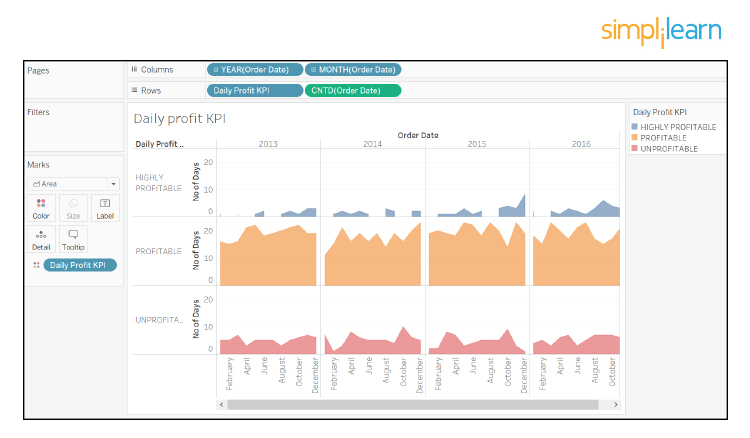 simplilearn
Pages
Columns
YEAR(Order Date)
MONTH(Order Date)
Rows
Daily Profit KPI
CNTD(Order Date)
Filters
Marks
Area
Color
Size
Label
Detail
Tooltip
Daily Profit KPI
Daily profit KPI
Order Date
Daily Profit ..
2013
2014
2015
2016
HIGHLY
PROFITABLE
No of Days
20
10
0
PROFITABLE
No of Days
20
10
0
UNPROFITA..
No of Days
20
10
0
February
April
June
August
October
December
February
April
June
August
October
December
February
April
June
August
October
December
February
April
June
August
October
Daily Profit KPI
HIGHLY PROFITABLE
PROFITABLE
UNPROFITABLE